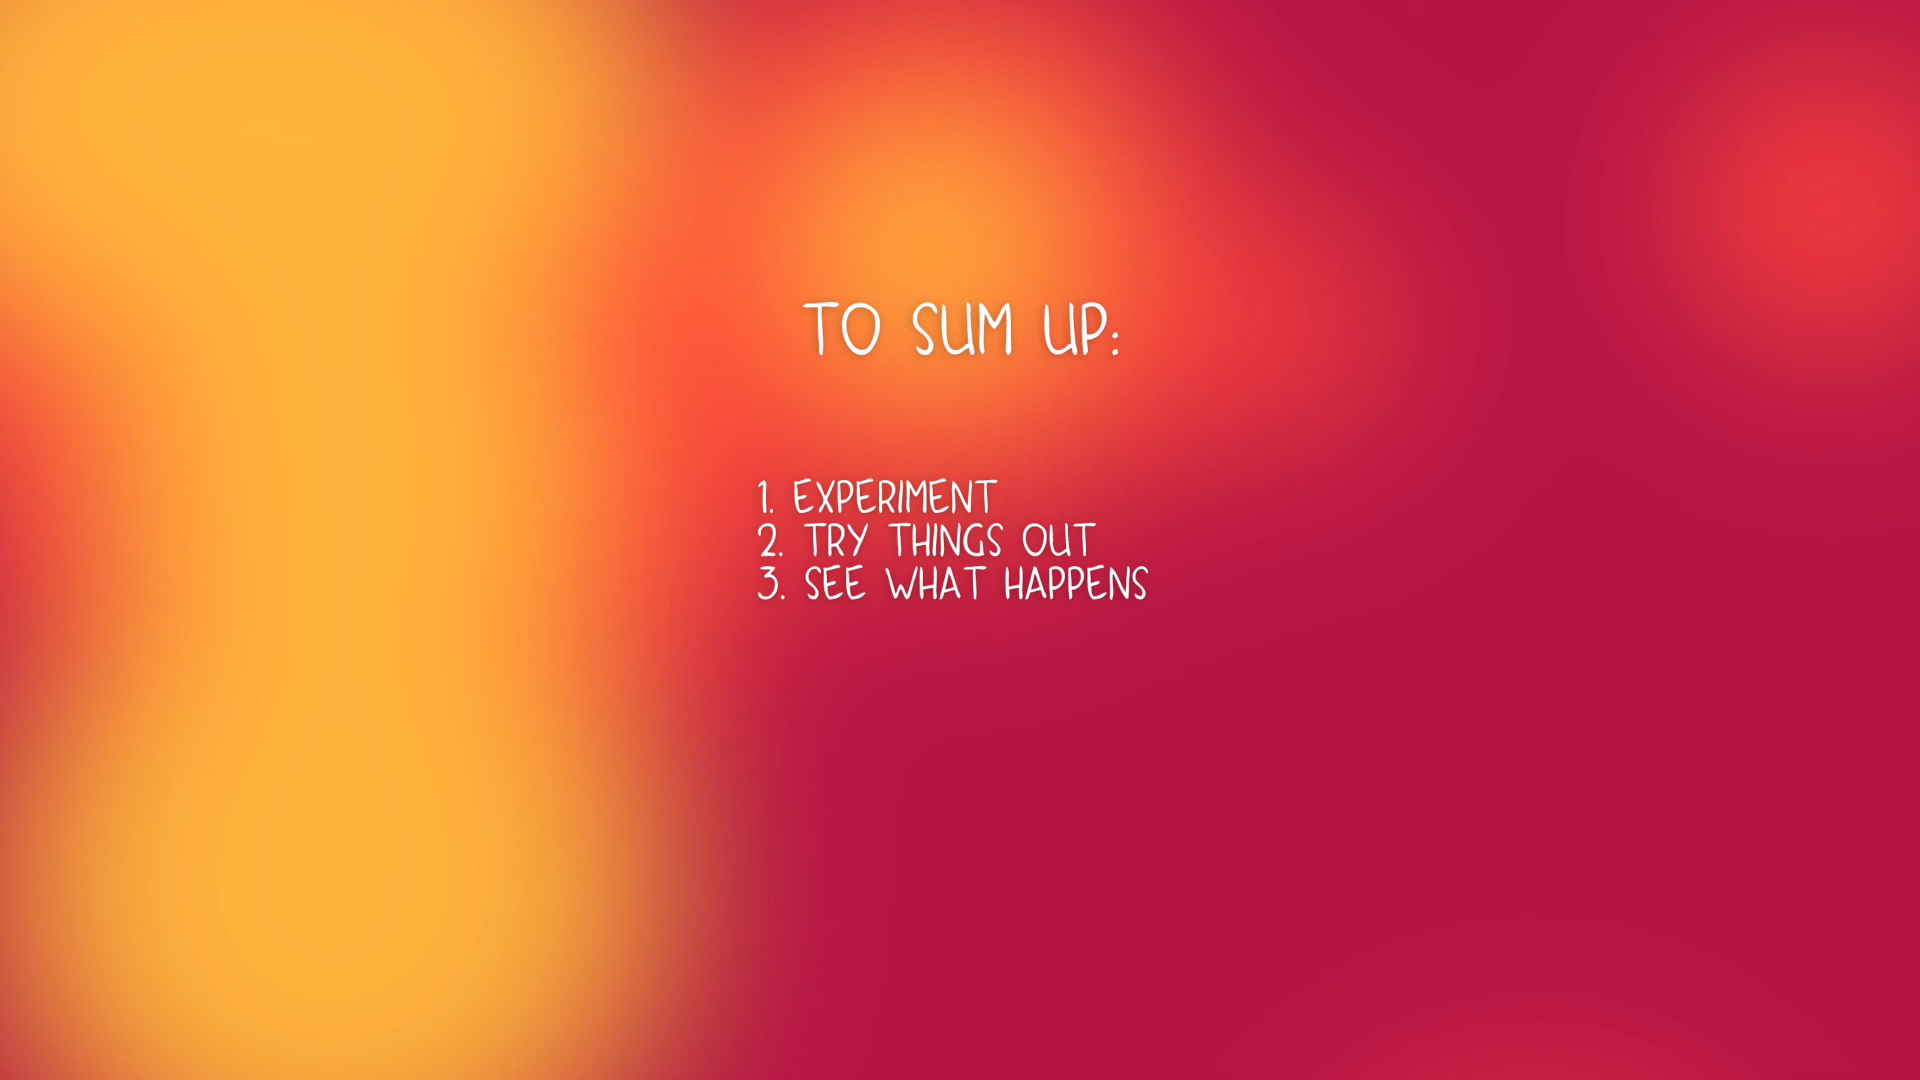 TO SUM UP:
1. EXPERIMENT
2. TRY THINGS OUT
3. SEE WHAT HAPPENS